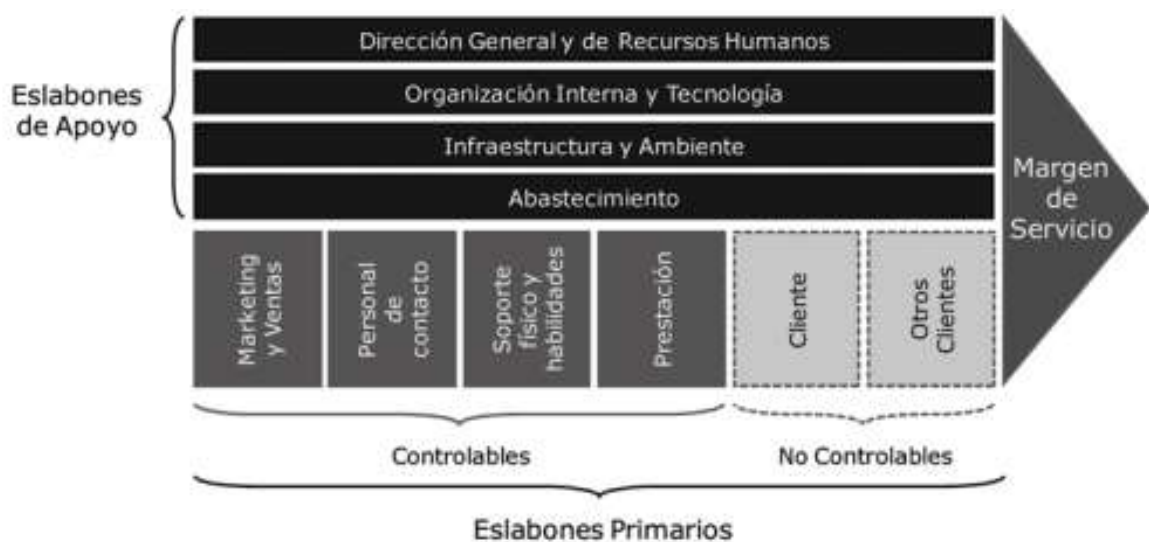 Dirección General y de Recursos Humanos
Organización Interna y Tecnología
Infraestructura y Ambiente
Abastecimiento
Eslabones
de Apoyo
Margen
de
Servicio
Marketing
y Ventas
Personal
de
contacto
Soporte
físico y
habilidades
Prestación
Cliente
Otros
Clientes
Controlables
No Controlables
Eslabones Primarios